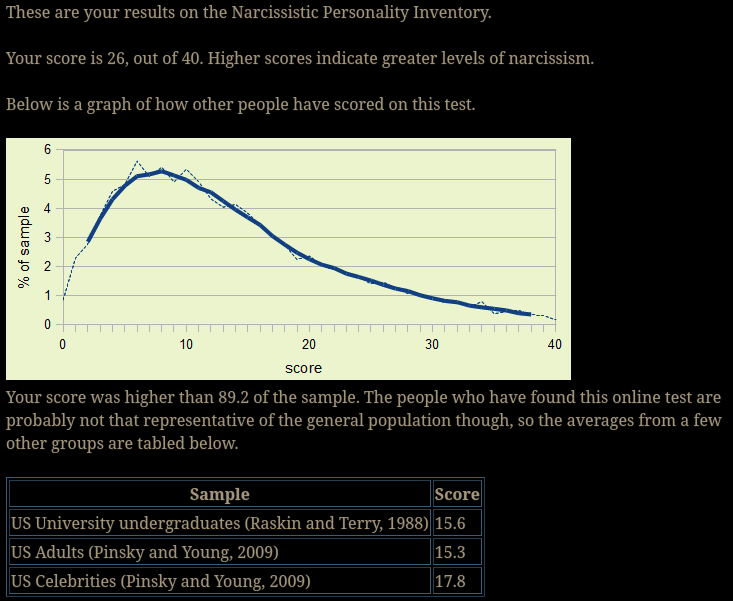 These are your results on the Narcissistic Personality Inventory.
Your score is 26, out of 40. Higher scores indicate greater levels of narcissism.
Below is a graph of how other people have scored on this test.
6
5
4
3
2
1
0
% of sample
0 10 20 30 40
score
Your score was higher than 89.2 of the sample. The people who have found this online test are
probably not that representative of the general population though, so the averages from a few
other groups are tabled below.
Sample Score
US University undergraduates (Raskin and Terry, 1988) 15.6
US Adults (Pinsky and Young, 2009) 15.3
US Celebrities (Pinsky and Young, 2009) 17.8